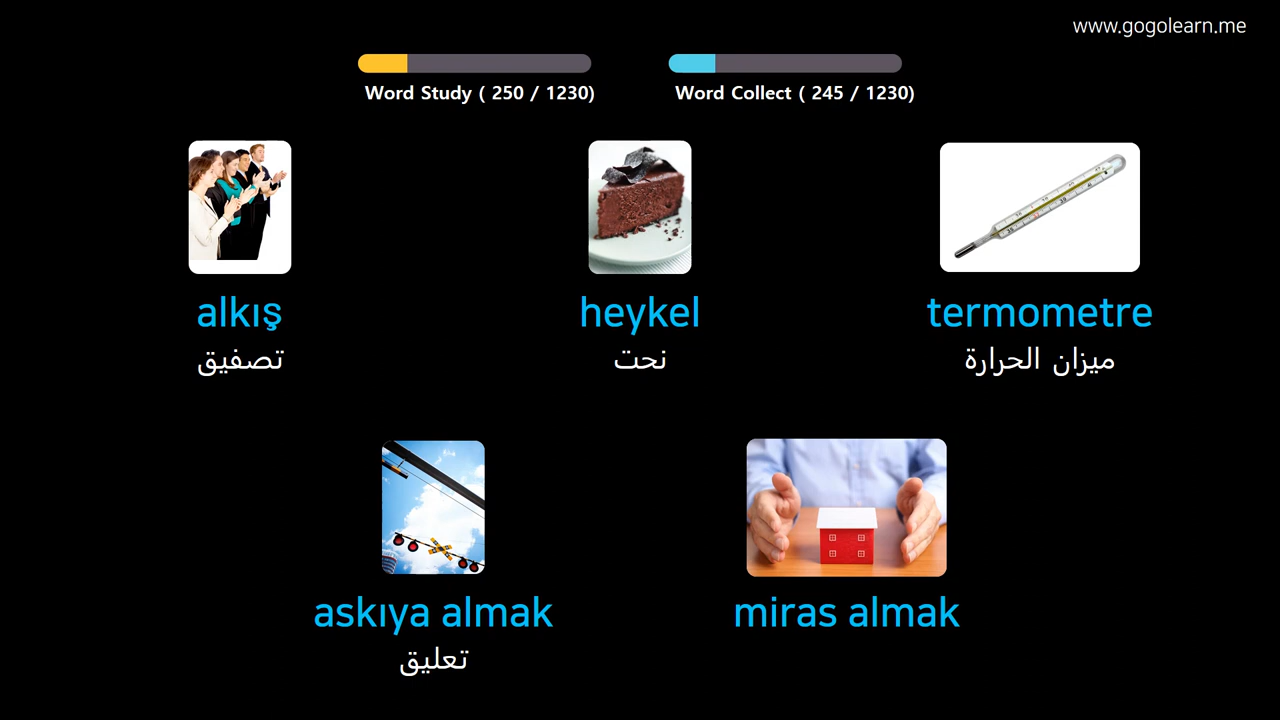 www.gogolearn.me
Word Study ( 250 / 1230)
Word Collect ( 245 / 1230)
alkış
تصفيق
heykel
نحت
termometre
ميزان الحرارة
askıya almak
تعليق
miras almak